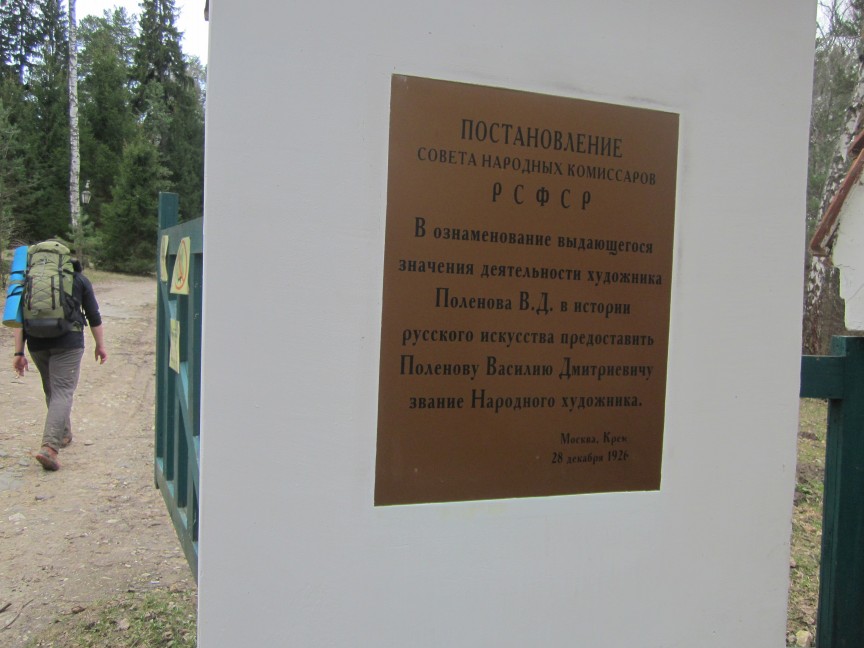 ПОСТАНОВЛЕНИЕ
СОВЕТА НАРОДНЫХ КОМИССАРОВ
РСФСР
В ознаменование выдающегося
значения деятельности художника
Поленова В.Д. в истории
русского искусства предоставить
Поленову Василию Дмитриевичу
звание Народного художника.
Москва, Крем
28 декабря 1926